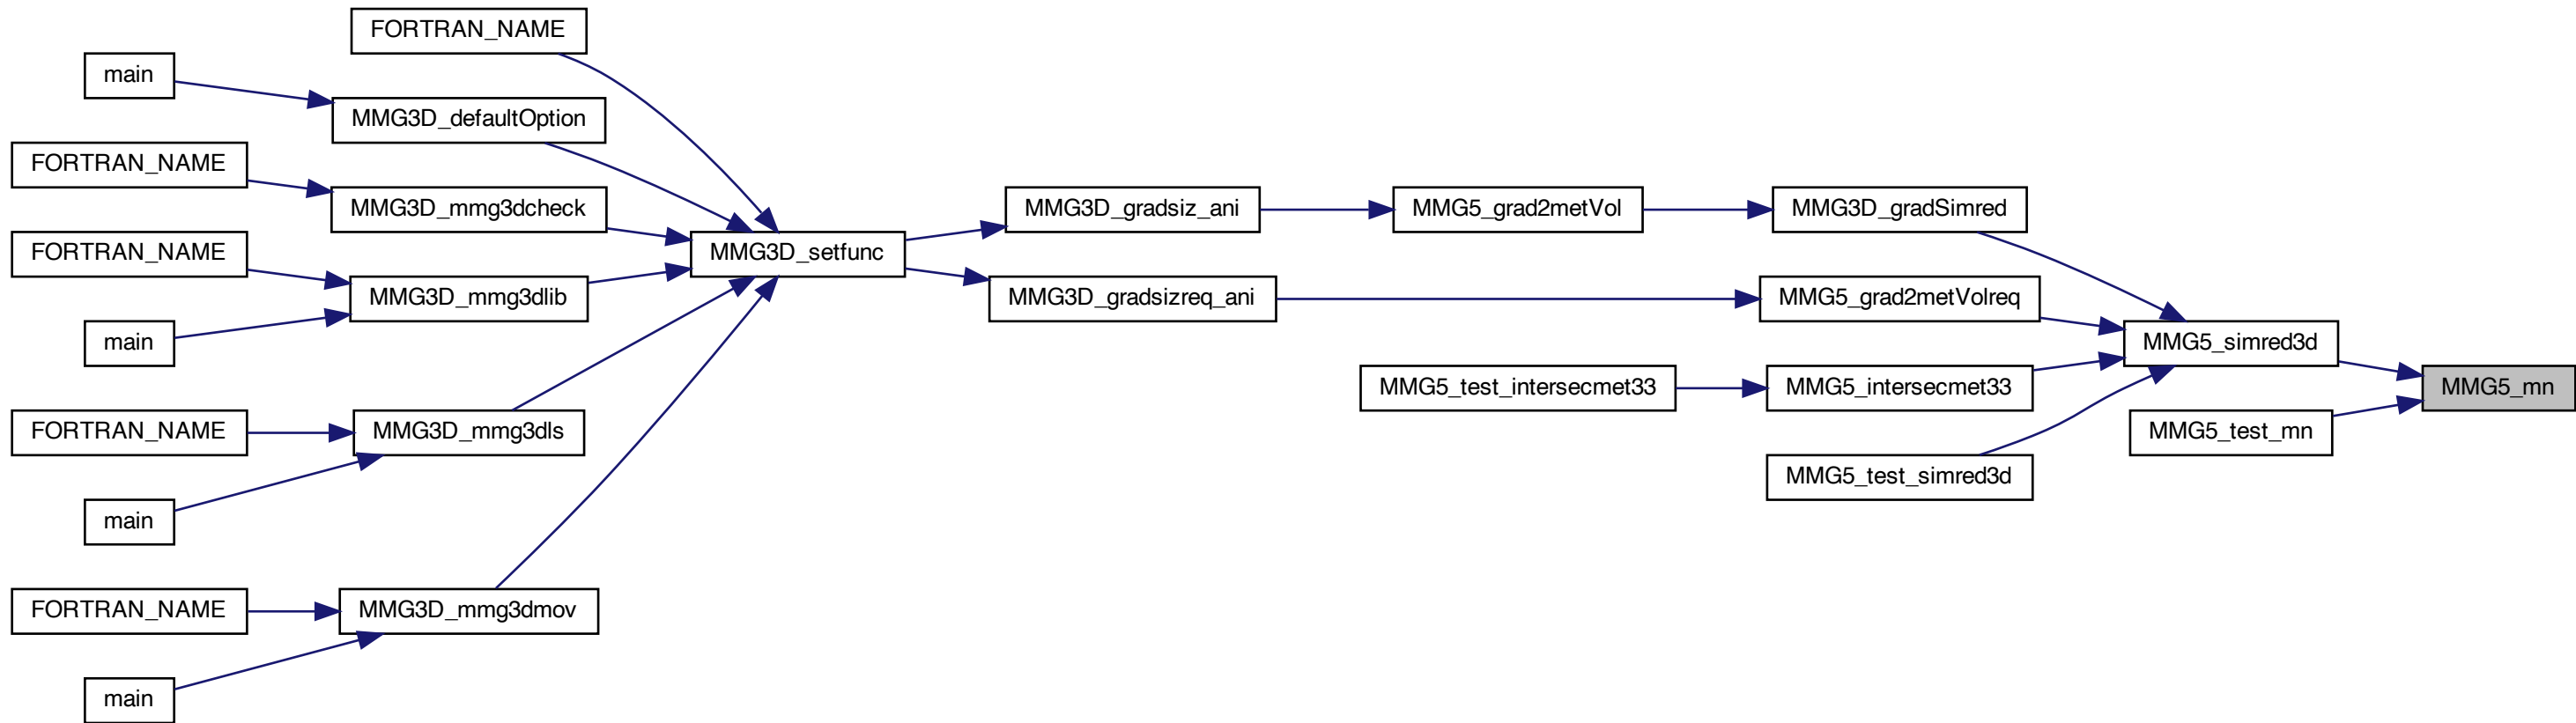 FORTRAN_NAME
main
MMG3D_defaultOption
FORTRAN_NAME
MMG3D_mmg3dcheck
MMG3D_gradsiz_ani
MMG5_grad2metVol
MMG3D_gradSimred
FORTRAN_NAME
MMG3D_setfunc
MMG3D_mmg3dlib
MMG3D_gradsizreq_ani
MMG5_grad2metVolreq
main
MMG5_simred3d
MMG5_test_intersecmet33
MMG5_intersecmet33
MMG5_mn
FORTRAN_NAME
MMG3D_mmg3dls
MMG5_test_mn
MMG5_test_simred3d
main
FORTRAN_NAME
MMG3D_mmg3dmov
main